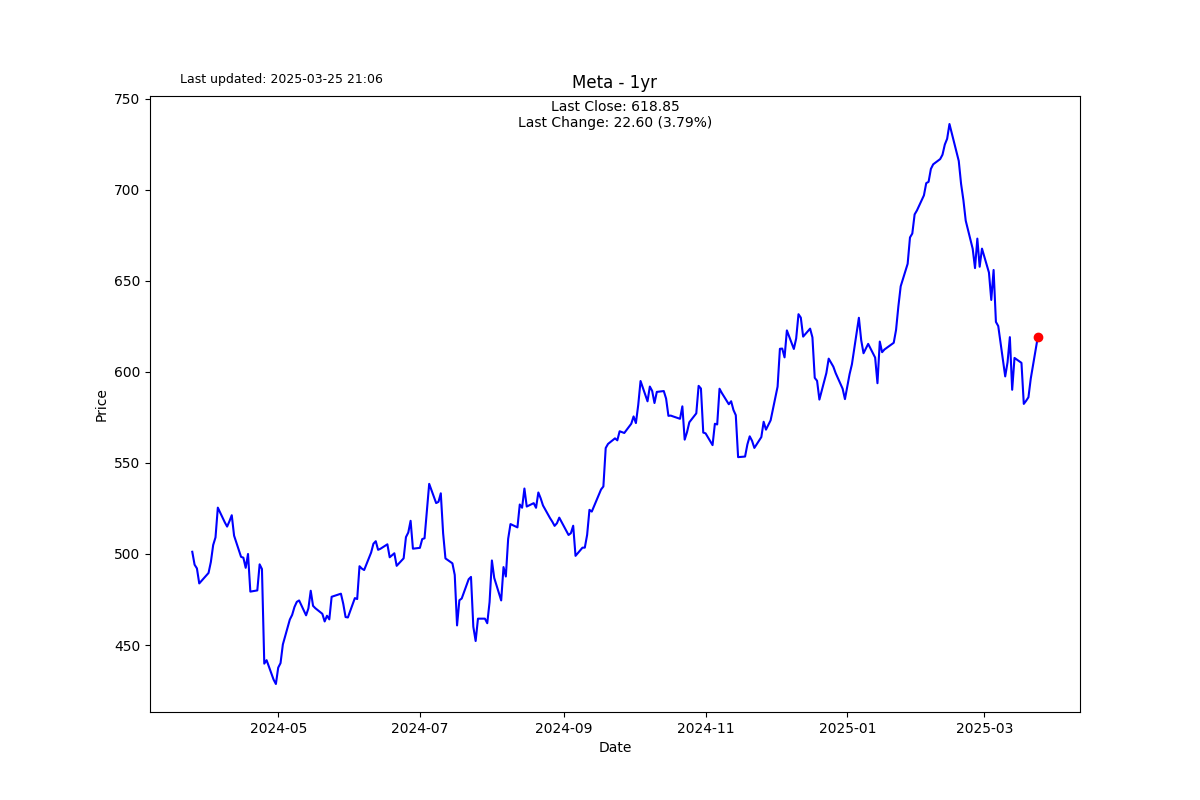 Last updated: 2025-03-25 21:06
Meta - 1yr
Last Close: 618.85
Last Change: 22.60 (3.79%)
Price
750
700
650
600
550
500
450
2024-05
2024-07
2024-09
2024-11
2025-01
2025-03
Date